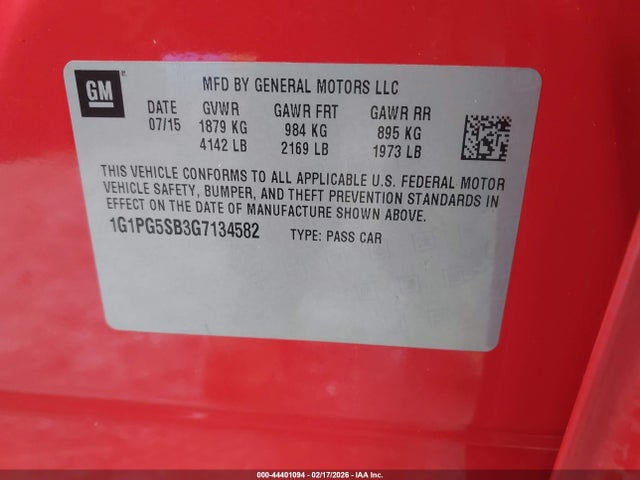 GM
MFD BY GENERAL MOTORS LLC
DATE GVWR GAWR FRT GAWR RR
07/15 1879 KG 984 KG 895 KG
4142 LB 2169 LB 1973 LB
THIS VEHICLE CONFORMS TO ALL APPLICABLE U.S. FEDERAL MOTOR
VEHICLE SAFETY, BUMPER, AND THEFT PREVENTION STANDARDS IN
EFFECT ON THE DATE OF MANUFACTURE SHOWN ABOVE.
1G1PG5SB3G7134582 TYPE: PASS CAR
000-44401094 - 02/17/2026 - IAA Inc.